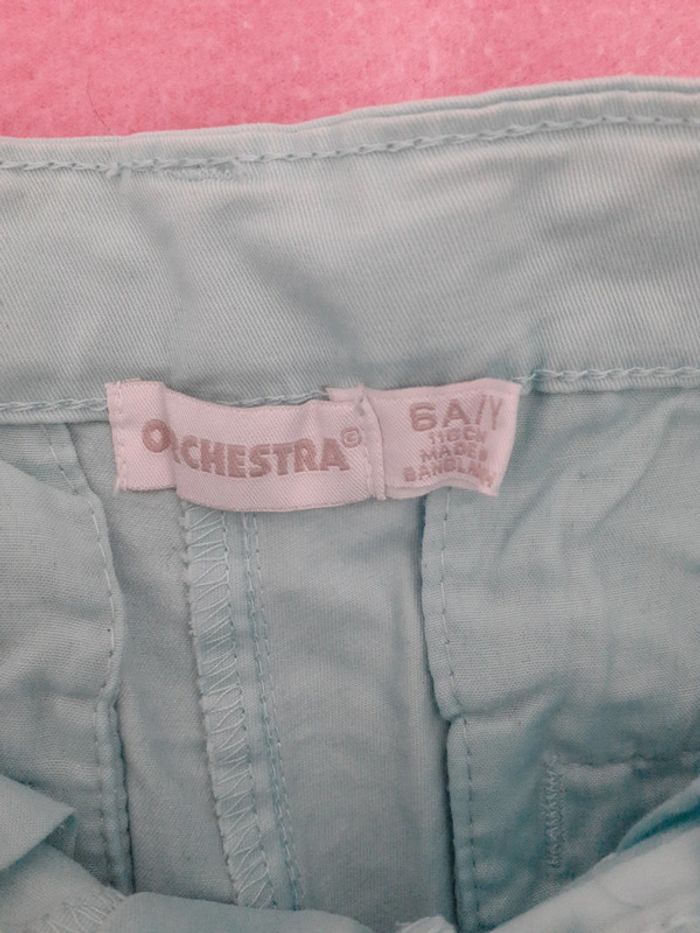 ORCHESTRA©
6A/Y
116CM
MADE IN
BANGLADESH